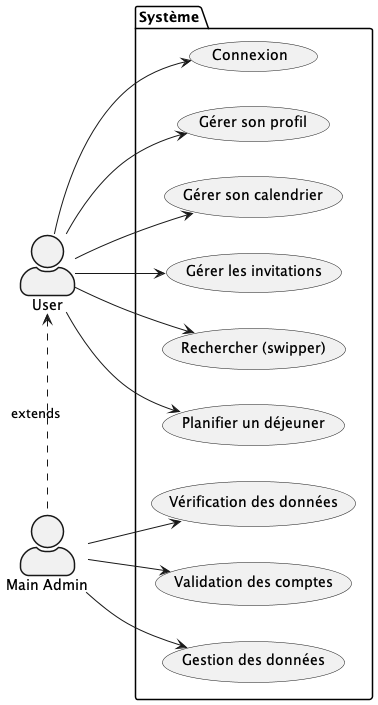 Système
Connexion
Gérer son profil
Gérer son calendrier
Gérer les invitations
User
Rechercher (swipper)
extends
Planifier un déjeuner
Vérification des données
Main Admin
Validation des comptes
Gestion des données